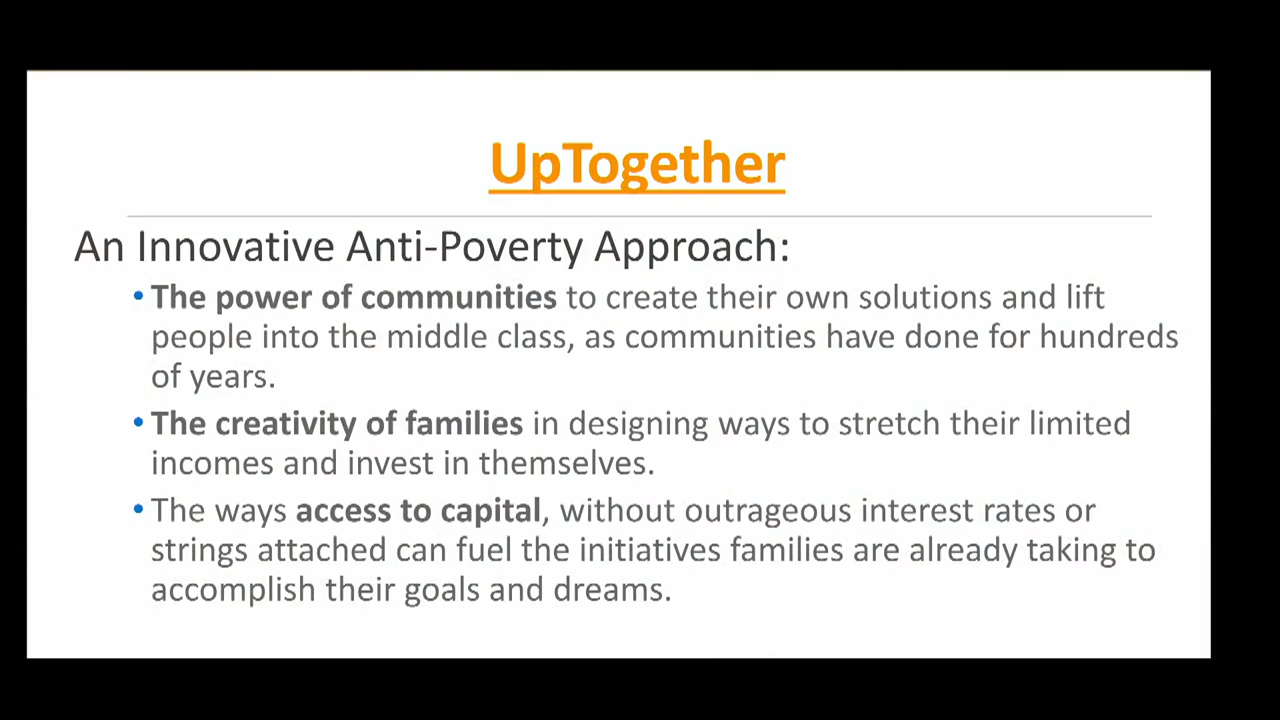 UpTogether
An Innovative Anti-Poverty Approach:
• The power of communities to create their own solutions and lift
people into the middle class, as communities have done for hundreds
of years.
• The creativity of families in designing ways to stretch their limited
incomes and invest in themselves.
• The ways access to capital, without outrageous interest rates or
strings attached can fuel the initiatives families are already taking to
accomplish their goals and dreams.